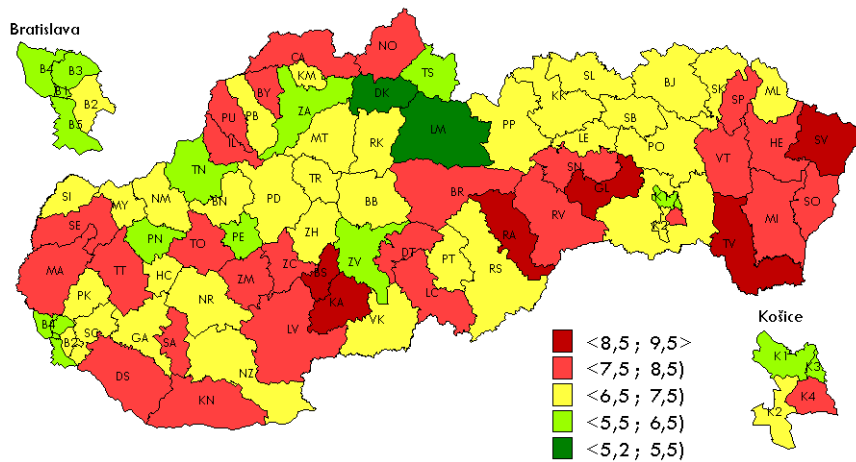 Bratislava
B4
B3
B1
B2
B5
CA
NO
KM
BY
TS
DK
ZA
PU
PB
IL
MT
RK
LM
SL
BJ
SK
ML
KK
SP
PP
SB
LE
PO
VT
HE
SV
TN
TR
SN
GL
SI
MY
NM
BN
PD
BB
BR
RV
MI
SO
SE
PN
TO
PE
ZH
ZV
RA
TV
MA
TT
ZC
DT
PT
RS
HC
ZM
BS
KA
LC
PK
NR
B4
B2
SC
GA
SA
LV
VK
DS
KN
NZ
Košice
K1
K3
K4
K2
<8,5 ; 9,5>
<7,5 ; 8,5)
<6,5 ; 7,5)
<5,5 ; 6,5)
<5,2 ; 5,5)